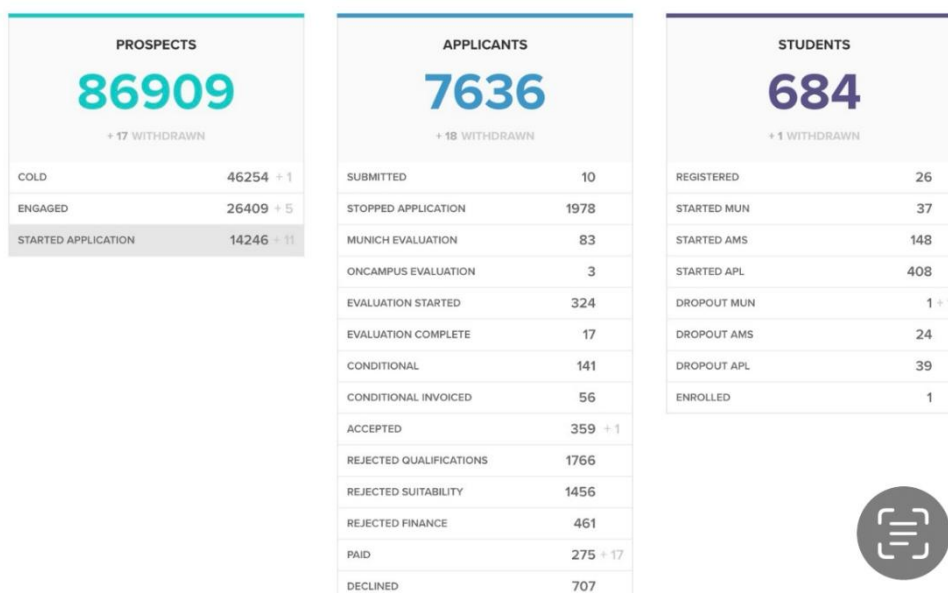 PROSPECTS
86909
+ 17 WITHDRAWN
COLD 46254 + 1
ENGAGED 26409 + 5
STARTED APPLICATION 14246 + 11
APPLICANTS
7636
+ 18 WITHDRAWN
SUBMITTED 10
STOPPED APPLICATION 1978
MUNICH EVALUATION 83
ONCAMPUS EVALUATION 3
EVALUATION STARTED 324
EVALUATION COMPLETE 17
CONDITIONAL 141
CONDITIONAL INVOICED 56
ACCEPTED 359 + 1
REJECTED QUALIFICATIONS 1766
REJECTED SUITABILITY 1456
REJECTED FINANCE 461
PAID 275 + 17
DECLINED 707
STUDENTS
684
+ 1 WITHDRAWN
REGISTERED 26
STARTED MUN 37
STARTED AMS 148
STARTED APL 408
DROPOUT MUN 1 +
DROPOUT AMS 24
DROPOUT APL 39
ENROLLED 1